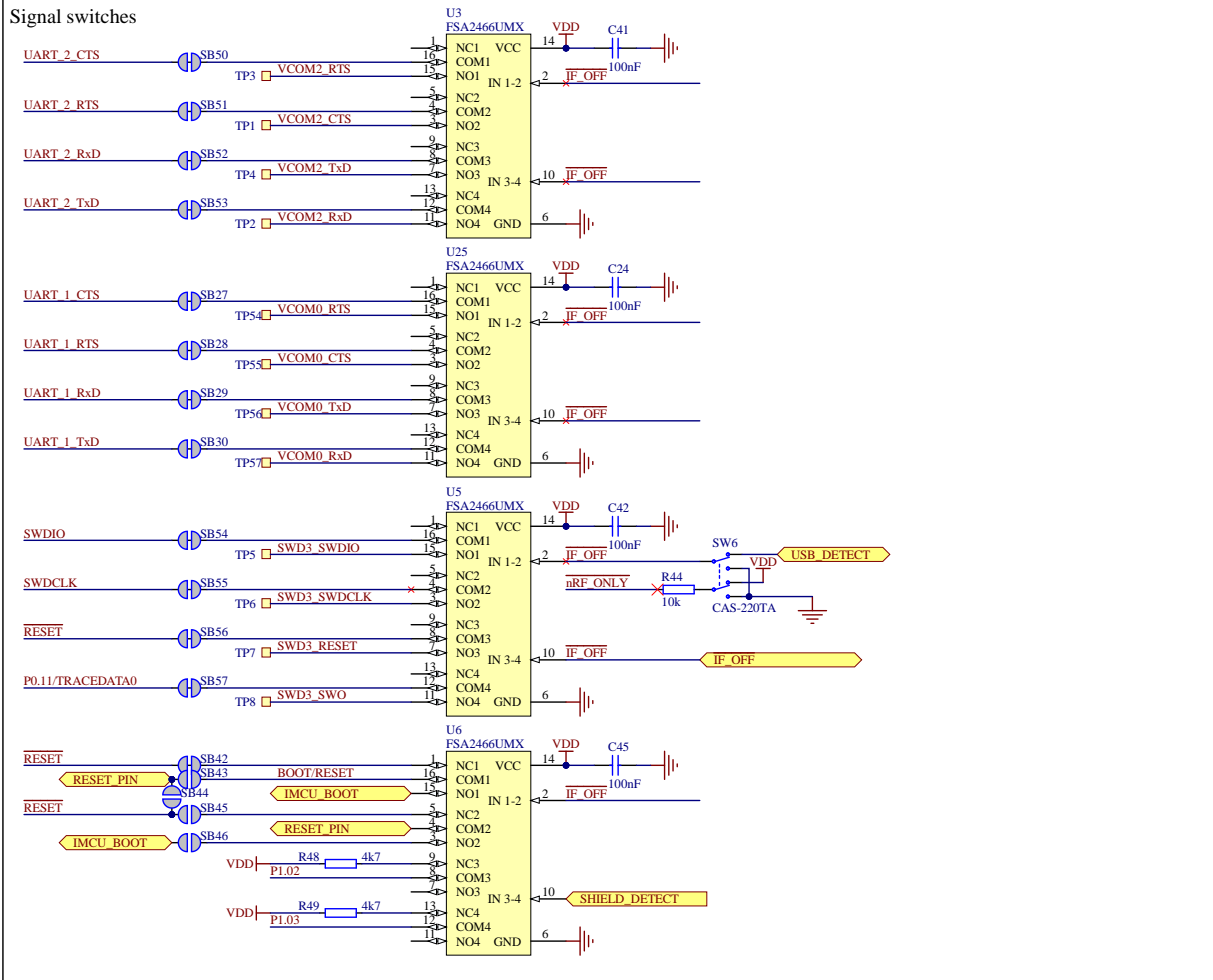 Signal switches
U3
FSA2466UMX
VDD
C41
100nF
UART_2_CTS
SB50
1 NC1 VCC 14
16 COM1
TP3 VCOM2_RTS 15 NO1
IN 1-2 2 IF_OFF
UART_2_RTS
SB51
5 NC2
4 COM2
TP1 VCOM2_CTS 3 NO2
UART_2_RxD
SB52
9 NC3
8 COM3
TP4 VCOM2_TxD 7 NO3
IN 3-4 10 IF_OFF
UART_2_TxD
SB53
13 NC4
12 COM4
TP2 VCOM2_RxD 11 NO4 GND 6
U25
FSA2466UMX
VDD
C24
100nF
UART_1_CTS
SB27
1 NC1 VCC 14
16 COM1
TP54 VCOM0_RTS 15 NO1
IN 1-2 2 IF_OFF
UART_1_RTS
SB28
5 NC2
4 COM2
TP55 VCOM0_CTS 3 NO2
UART_1_RxD
SB29
9 NC3
8 COM3
TP56 VCOM0_TxD 7 NO3
IN 3-4 10 IF_OFF
UART_1_TxD
SB30
13 NC4
12 COM4
TP57 VCOM0_RxD 11 NO4 GND 6
U5
FSA2466UMX
VDD
C42
100nF
SWDIO
SB54
1 NC1 VCC 14
16 COM1
TP5 SWD3_SWDIO 15 NO1
IN 1-2 2 IF_OFF
SW6
USB_DETECT
VDD
SWDCLK
SB55
5 NC2
4 COM2
TP6 SWD3_SWDCLK 3 NO2
nRF_ONLY
R44
10k
CAS-220TA
RESET
SB56
9 NC3
8 COM3
TP7 SWD3_RESET 7 NO3
IN 3-4 10 IF_OFF
IF_OFF
P0.11/TRACEDATA0
SB57
13 NC4
12 COM4
TP8 SWD3_SWO 11 NO4 GND 6
U6
FSA2466UMX
VDD
C45
100nF
RESET
SB42
1 NC1 VCC 14
RESET_PIN
SB43
BOOT/RESET
16 COM1
SB44
IMCU_BOOT
15 NO1
IN 1-2 2 IF_OFF
RESET
SB45
5 NC2
RESET_PIN
4 COM2
IMCU_BOOT
SB46
3 NO2
VDD R48 4k7
9 NC3
P1.02
8 COM3
7 NO3
IN 3-4 10 SHIELD_DETECT
VDD R49 4k7
13 NC4
P1.03
12 COM4
11 NO4 GND 6